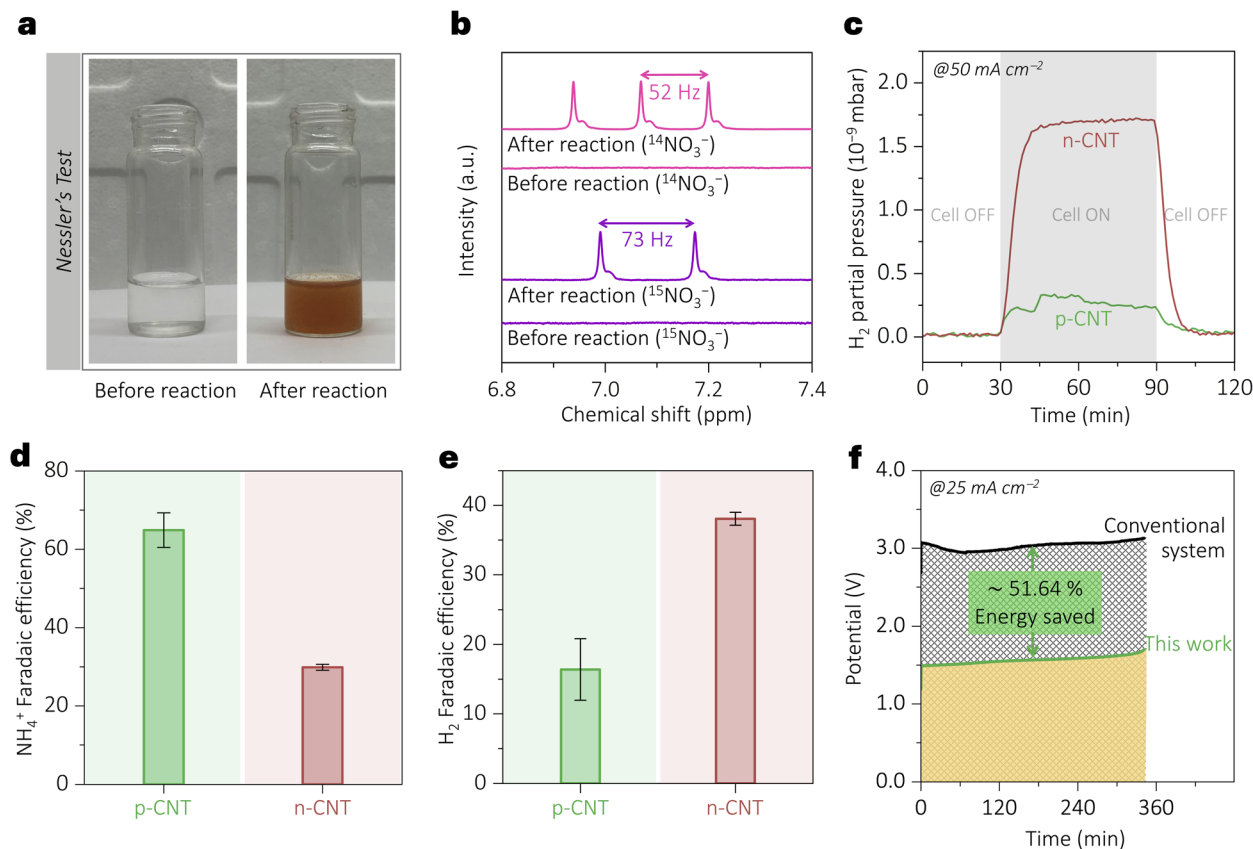 a
Nessler's Test
Before reaction
After reaction
b
Intensity (a.u.)
52 Hz
After reaction (¹⁴NO₃⁻)
Before reaction (¹⁴NO₃⁻)
73 Hz
After reaction (¹⁵NO₃⁻)
Before reaction (¹⁵NO₃⁻)
6.8 7.0 7.2 7.4
Chemical shift (ppm)
c
H₂ partial pressure (10⁻⁹ mbar)
2.0
1.5
1.0
0.5
0.0
@50 mA cm⁻²
n-CNT
Cell OFF Cell ON Cell OFF
p-CNT
0 30 60 90 120
Time (min)
d
NH₄⁺ Faradaic efficiency (%)
80
60
40
20
0
p-CNT n-CNT
e
H₂ Faradaic efficiency (%)
40
30
20
10
0
p-CNT n-CNT
f
Potential (V)
4.0
3.0
2.0
1.0
0.0
@25 mA cm⁻²
Conventional
system
~ 51.64 %
Energy saved
This work
0 120 240 360
Time (min)